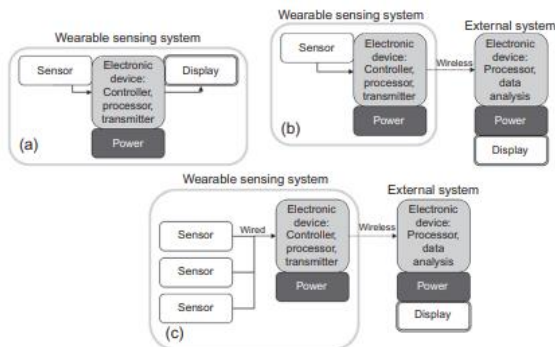 Wearable sensing system
Sensor
Electronic
device:
Controller,
processor,
transmitter
Display
Power
(a)
Wearable sensing system
Sensor
Electronic
device:
Controller,
processor,
transmitter
Power
(b)
Wireless
External system
Electronic
device:
Processor,
data
analysis
Power
Display
Wearable sensing system
Sensor
Sensor
Sensor
Wired
Electronic
device:
Controller,
processor,
transmitter
Power
(c)
Wireless
External system
Electronic
device:
Processor,
data
analysis
Power
Display